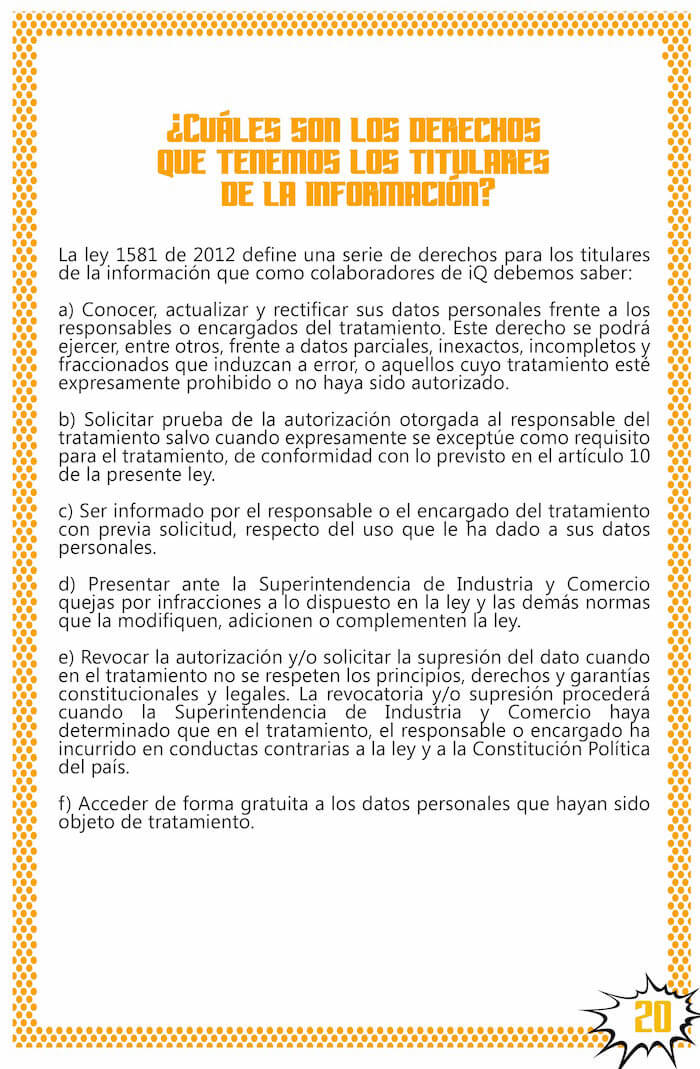 ¿Cuáles son los derechos
que tenemos los titulares
de la información?
La ley 1581 de 2012 define una serie de derechos para los titulares
de la información que como colaboradores de iQ debemos saber:
a) Conocer, actualizar y rectificar sus datos personales frente a los
responsables o encargados del tratamiento. Este derecho se podrá
ejercer, entre otros, frente a datos parciales, inexactos, incompletos y
fraccionados que induzcan a error, o aquellos cuyo tratamiento esté
expresamente prohibido o no haya sido autorizado.
b) Solicitar prueba de la autorización otorgada al responsable del
tratamiento salvo cuando expresamente se exceptúe como requisito
para el tratamiento, de conformidad con lo previsto en el artículo 10
de la presente ley.
c) Ser informado por el responsable o el encargado del tratamiento
con previa solicitud, respecto del uso que le ha dado a sus datos
personales.
d) Presentar ante la Superintendencia de Industria y Comercio
quejas por infracciones a lo dispuesto en la ley y las demás normas
que la modifiquen, adicionen o complementen la ley.
e) Revocar la autorización y/o solicitar la supresión del dato cuando
en el tratamiento no se respeten los principios, derechos y garantías
constitucionales y legales. La revocatoria y/o supresión procederá
cuando la Superintendencia de Industria y Comercio haya
determinado que en el tratamiento, el responsable o encargado ha
incurrido en conductas contrarias a la ley y a la Constitución Política
del país.
f) Acceder de forma gratuita a los datos personales que hayan sido
objeto de tratamiento.
20